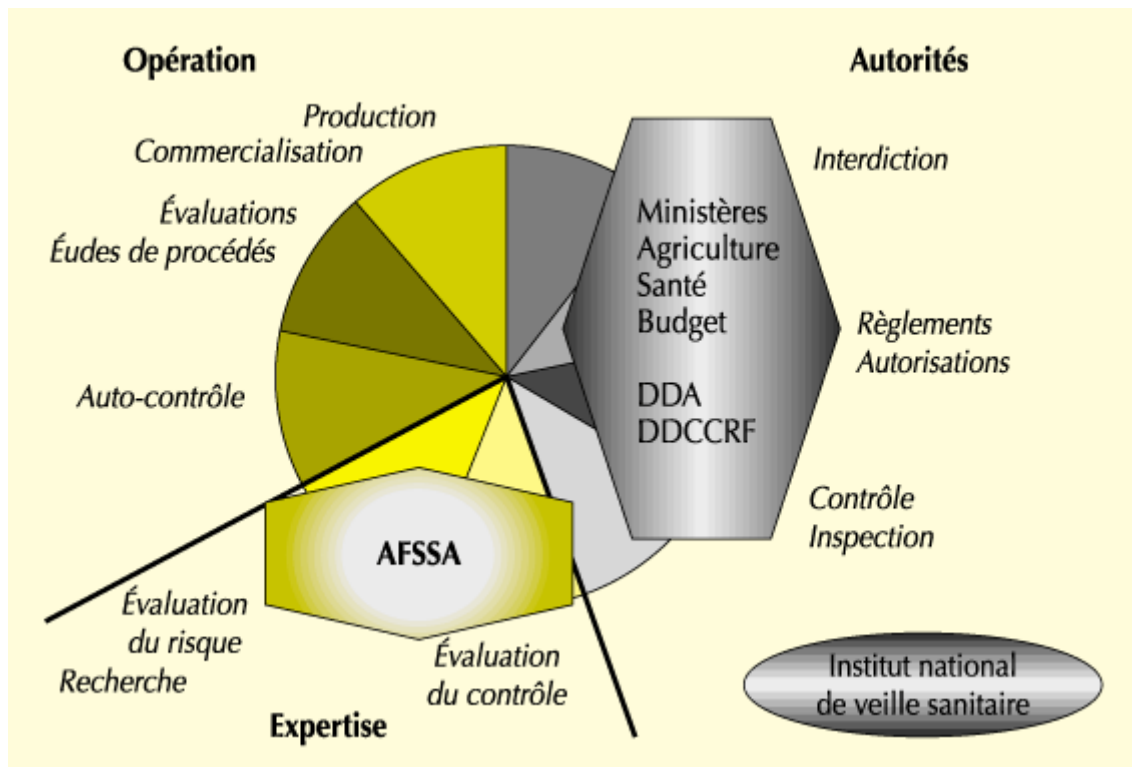 Opération
Autorités
Production
Commercialisation
Évaluations
Éudes de procédés
Auto-contrôle
Interdiction
Ministères
Agriculture
Santé
Budget
DDA
DDCCRF
Règlements
Autorisations
Contrôle
Inspection
AFSSA
Évaluation
du risque
Recherche
Évaluation
du contrôle
Expertise
Institut national
de veille sanitaire